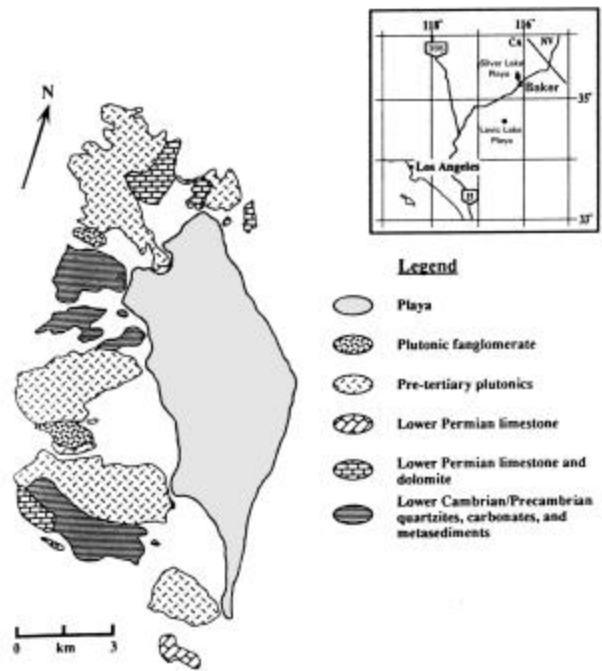 118° 116°
CA NV
395
Silver Lake
Playa
Baker
35°
Lavic Lake
Playa
Los Angeles
15
33°
N
Legend
Playa
Plutonic fanglomerate
Pre-tertiary plutonics
Lower Permian limestone
Lower Permian limestone and
dolomite
Lower Cambrian/Precambrian
quartzites, carbonates, and
metasediments
0 km 3